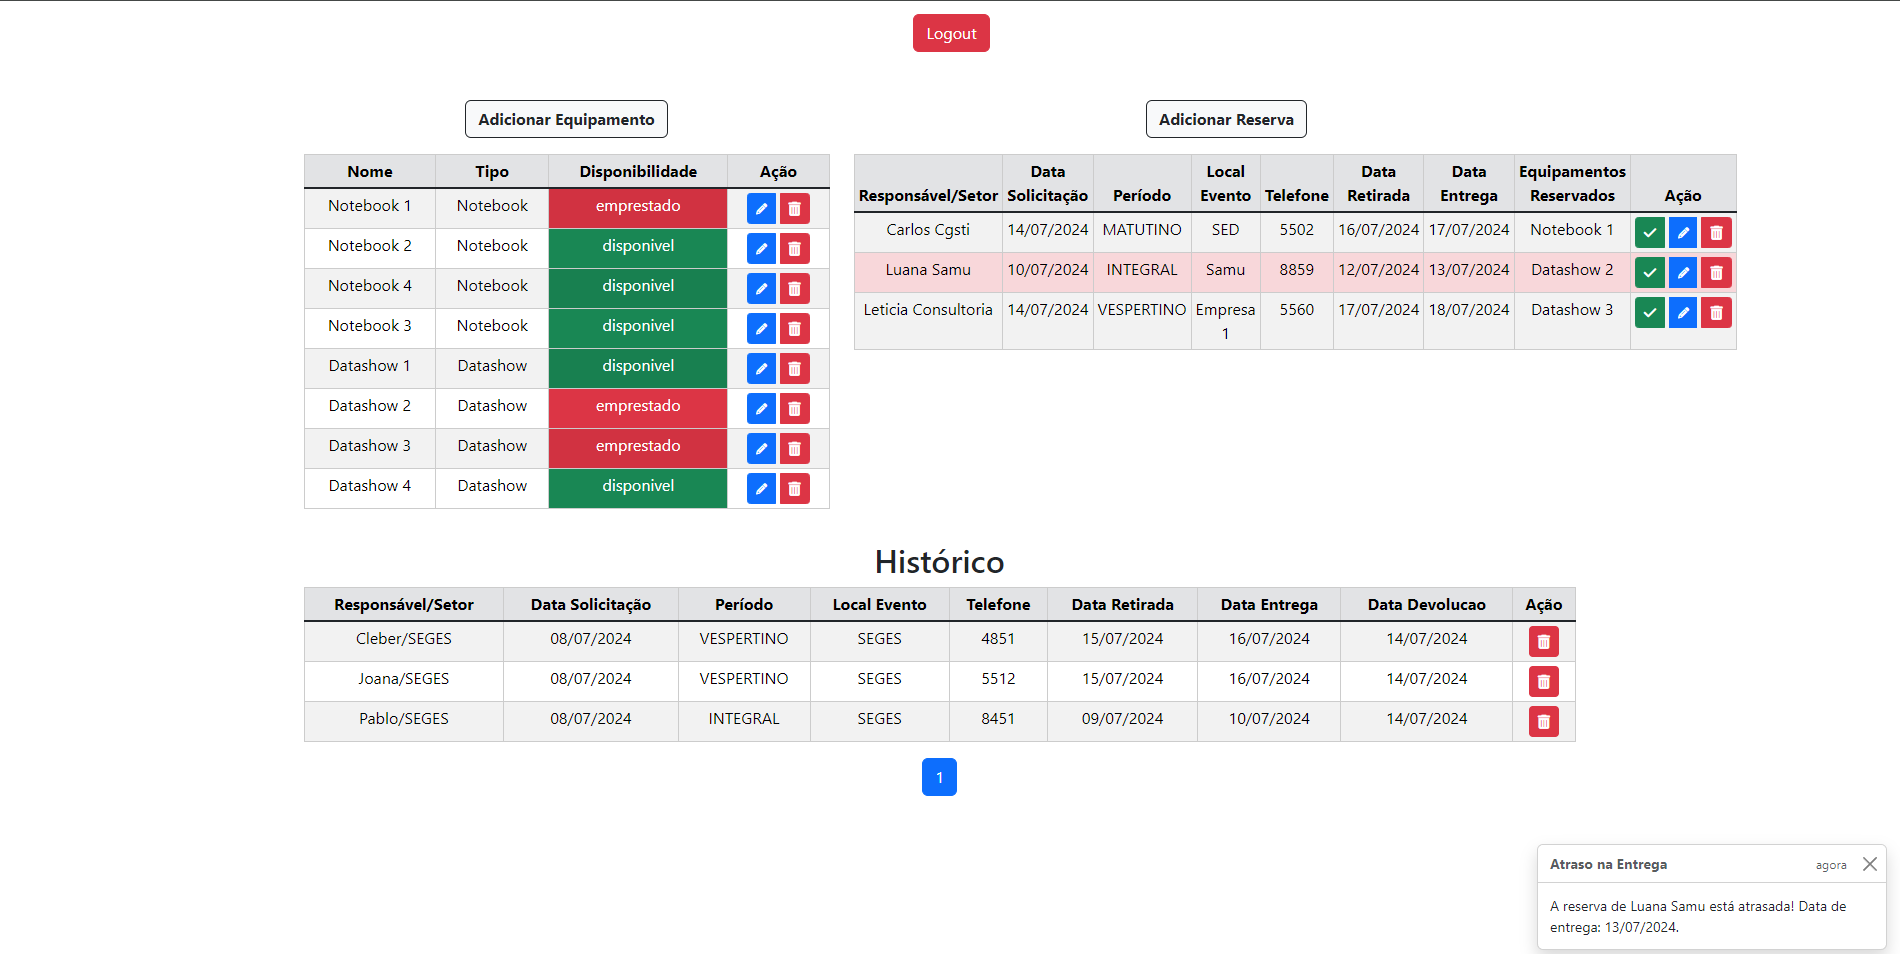 Logout
Adicionar Equipamento
Nome Tipo Disponibilidade Ação
Notebook 1 Notebook emprestado
Notebook 2 Notebook disponivel
Notebook 4 Notebook disponivel
Notebook 3 Notebook disponivel
Datashow 1 Datashow disponivel
Datashow 2 Datashow emprestado
Datashow 3 Datashow emprestado
Datashow 4 Datashow disponivel
Adicionar Reserva
Data Local Data Data Equipamentos
Responsável/Setor Solicitação Período Evento Telefone Retirada Entrega Reservados Ação
Carlos Cgsti 14/07/2024 MATUTINO SED 5502 16/07/2024 17/07/2024 Notebook 1
Luana Samu 10/07/2024 INTEGRAL Samu 8859 12/07/2024 13/07/2024 Datashow 2
Leticia Consultoria 14/07/2024 VESPERTINO Empresa 5560 17/07/2024 18/07/2024 Datashow 3
1
Histórico
Responsável/Setor Data Solicitação Período Local Evento Telefone Data Retirada Data Entrega Data Devolucao Ação
Cleber/SEGES 08/07/2024 VESPERTINO SEGES 4851 15/07/2024 16/07/2024 14/07/2024
Joana/SEGES 08/07/2024 VESPERTINO SEGES 5512 15/07/2024 16/07/2024 14/07/2024
Pablo/SEGES 08/07/2024 INTEGRAL SEGES 8451 09/07/2024 10/07/2024 14/07/2024
1
Atraso na Entrega agora
A reserva de Luana Samu está atrasada! Data de
entrega: 13/07/2024.